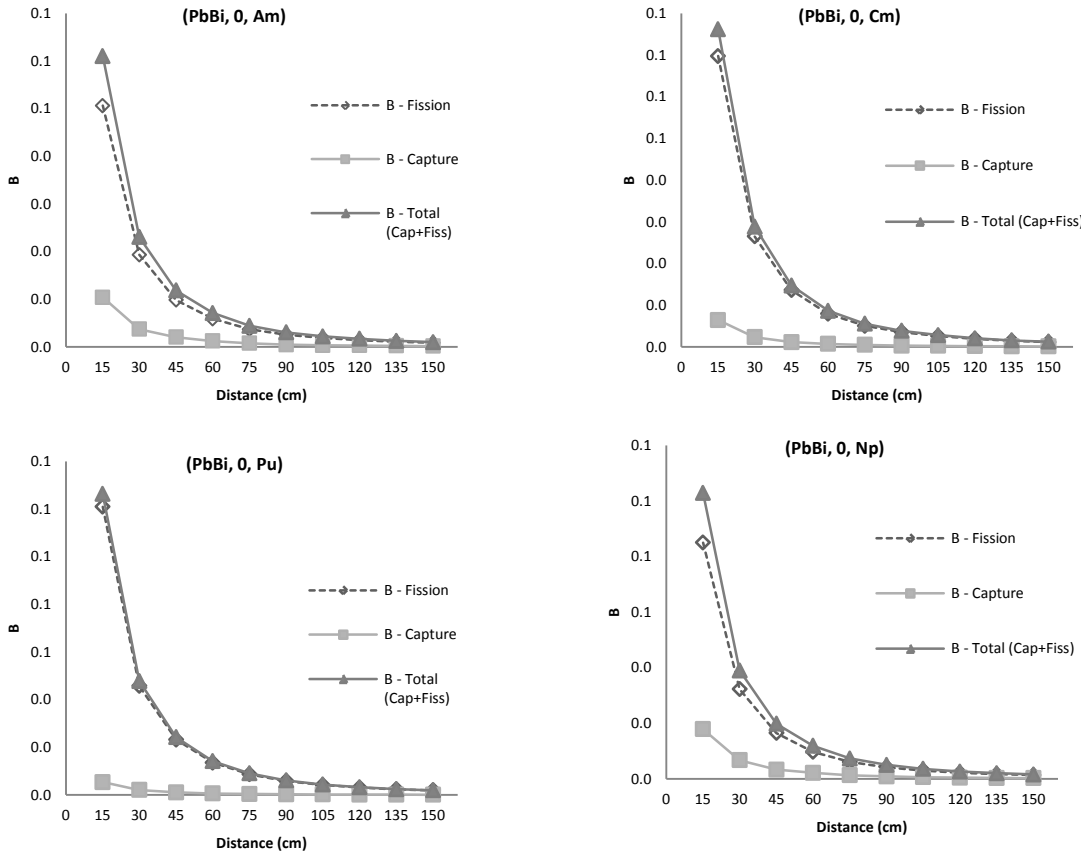 (PbBi, 0, Am)
0.1
0.1
0.1
0.0
0.0
0.0
0.0
0.0
B
B - Fission
B - Capture
B - Total
(Cap+Fiss)
0 15 30 45 60 75 90 105 120 135 150
Distance (cm)
(PbBi, 0, Cm)
0.1
0.1
0.1
0.1
0.0
0.0
0.0
0.0
0.0
B
B - Fission
B - Capture
B - Total (Cap+Fiss)
0 15 30 45 60 75 90 105 120 135 150
Distance (cm)
(PbBi, 0, Pu)
0.1
0.1
0.1
0.1
0.1
0.0
0.0
0.0
B
B - Fission
B - Capture
B - Total
(Cap+Fiss)
0 15 30 45 60 75 90 105 120 135 150
Distance (cm)
(PbBi, 0, Np)
0.1
0.1
0.1
0.1
0.0
0.0
0.0
B
B - Fission
B - Capture
B - Total (Cap+Fiss)
0 15 30 45 60 75 90 105 120 135 150
Distance (cm)